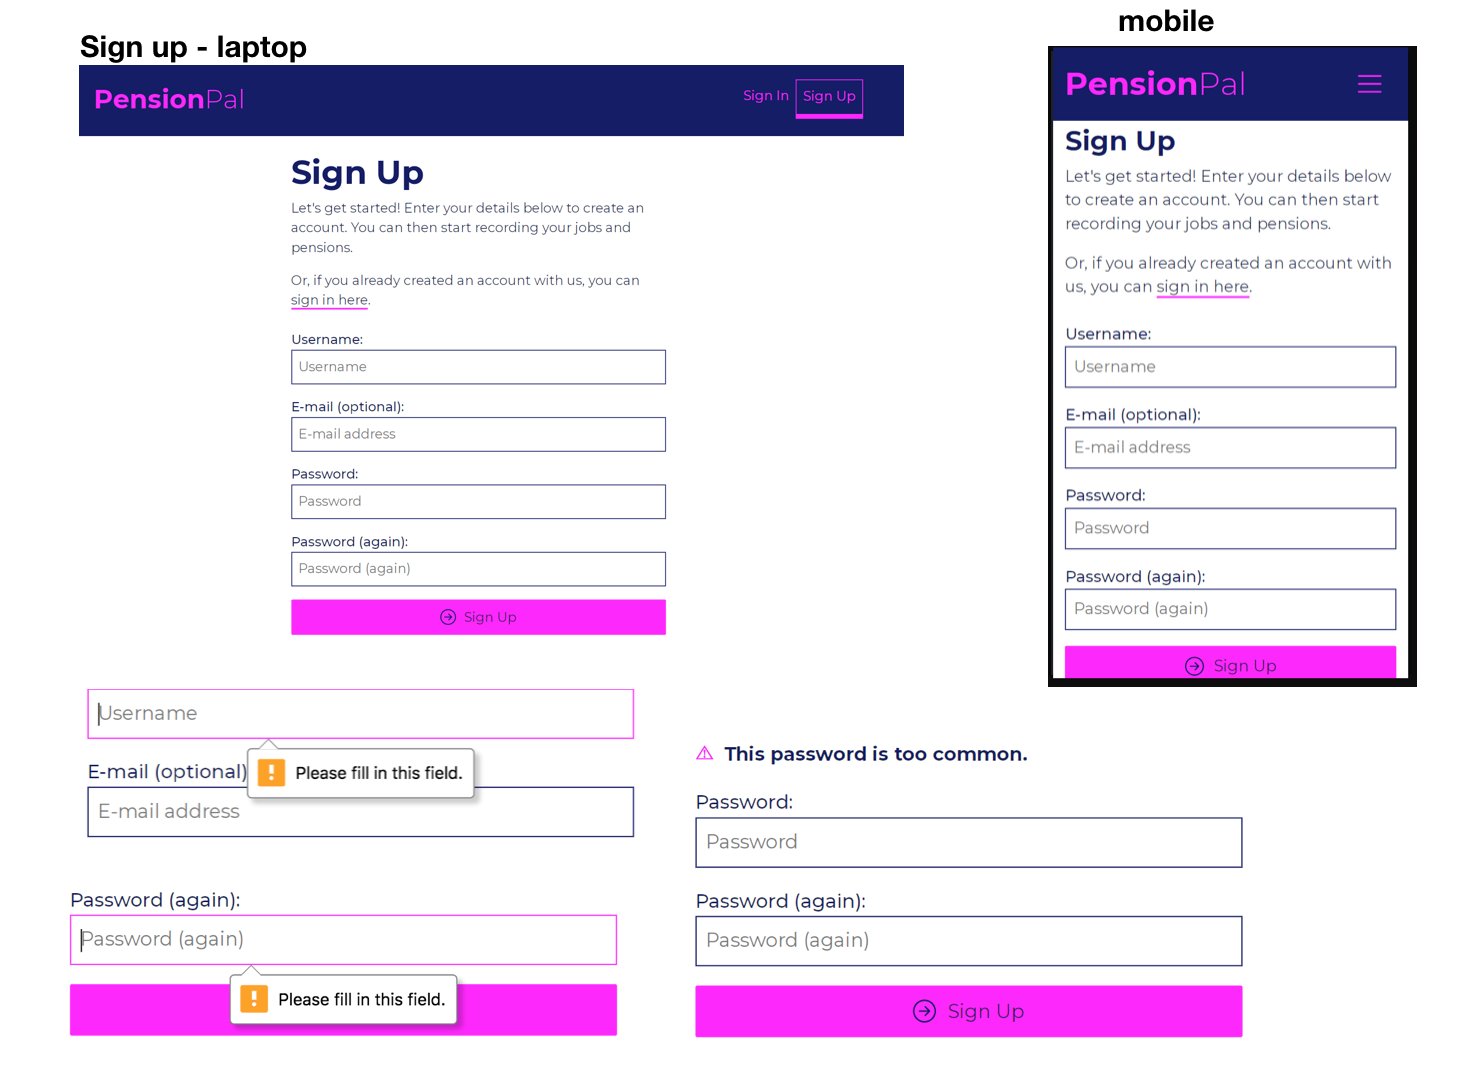 Sign up - laptop
PensionPal
Sign In
Sign Up
Sign Up
Let's get started! Enter your details below to create an
account. You can then start recording your jobs and
pensions.
Or, if you already created an account with us, you can
sign in here.
Username:
Username
E-mail (optional):
E-mail address
Password:
Password
Password (again):
Password (again)
Sign Up
mobile
PensionPal
Sign Up
Let's get started! Enter your details below
to create an account. You can then start
recording your jobs and pensions.
Or, if you already created an account with
us, you can sign in here.
Username:
Username
E-mail (optional):
E-mail address
Password:
Password
Password (again):
Password (again)
Sign Up
Username
Please fill in this field.
E-mail (optional)
E-mail address
Password (again):
Password (again)
Please fill in this field.
This password is too common.
Password:
Password
Password (again):
Password (again)
Sign Up